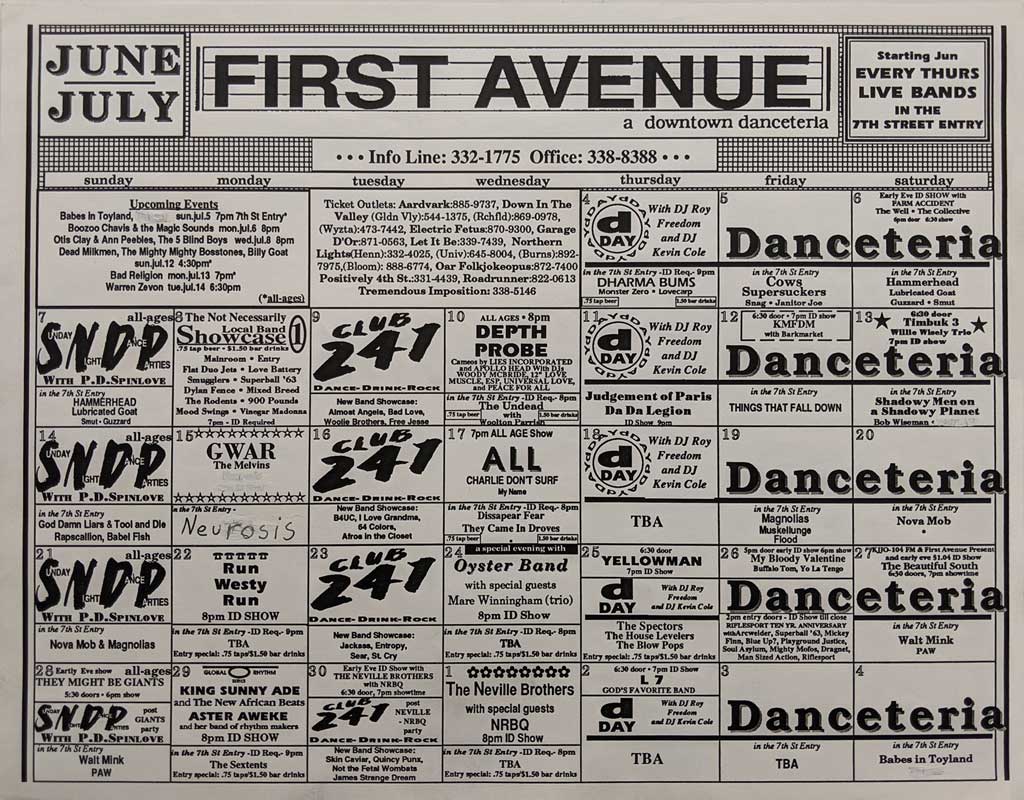 JUNE
JULY
FIRST AVENUE
a downtown danceteria
Starting Jun
EVERY THURS
LIVE BANDS
IN THE
7TH STREET ENTRY
• • • Info Line: 332-1775 Office: 338-8388 • • •
sunday monday tuesday wednesday thursday friday saturday
Upcoming Events
Babes in Toyland, sun.jul.5 7pm 7th St Entry*
Boozoo Chavis & the Magic Sounds mon.jul.6 8pm
Otis Clay & Ann Peebles, The 5 Blind Boys wed.jul.8 8pm
Dead Milkmen, The Mighty Mighty Bosstones, Billy Goat
sun.jul.12 4:30pm*
Bad Religion mon.jul.13 7pm*
Warren Zevon tue.jul.14 6:30pm
(*all-ages)
Ticket Outlets: Aardvark:885-9737, Down In The
Valley (Gldn Vly):544-1375, (Rchfld):869-0978,
(Wyzta):473-7442, Electric Fetus:870-9300, Garage
D'Or:871-0563, Let It Be:339-7439, Northern
Lights(Henn):332-4025, (Univ):645-8004, (Burns):892-
7975,(Bloom): 888-6774, Oar Folkjokeopus:872-7400
Positively 4th St.:331-4439, Roadrunner:822-0613
Tremendous Imposition: 338-5146
4
d
DAY
With DJ Roy
Freedom
and DJ
Kevin Cole
in the 7th St Entry -ID Req- 9pm
DHARMA BUMS
Monster Zero • Lovecarp
.75 tap beer 1.50 bar drinks
5
Danceteria
in the 7th St Entry
Cows
Supersuckers
Snag • Janitor Joe
6
Early Eve ID SHOW with
FARM ACCIDENT
The Well • The Collective
6pm door 6:30 show
in the 7th St Entry
Hammerhead
Lubricated Goat
Guzzard • Smut
7
all-ages
SUNDAY NIGHT DANCE PARTIES
WITH P.D.SPINLOVE
in the 7th St Entry
HAMMERHEAD
Lubricated Goat
Smut • Guzzard
8
The Not Necessarily
Local Band
Showcase 1
.75 tap beer • $1.50 bar drinks
Mainroom • Entry
Flat Duo Jets • Love Battery
Smugglers • Superball '63
Dylan Fence • Mixed Breed
The Rodents • 900 Pounds
Mood Swings • Vinegar Madonna
7pm - ID Required
9
CLUB
241
DANCE-DRINK-ROCK
New Band Showcase:
Almost Angels, Bad Love,
Woolie Brothers, Free Jesse
10
ALL AGES • 8pm
DEPTH
PROBE
Cameos by LIES INCORPORATED
and APOLLO HEAD With DJs
WOODY MCBRIDE, 12" LOVE
MUSCLE, ESP, UNIVERSAL LOVE,
and PEACE FOR ALL
in the 7th St Entry -ID Req.- 8pm
The Undead
with
.75 tap beer Woolton Parrish 1.50 bar drinks
11
d
DAY
With DJ Roy
Freedom
and DJ
Kevin Cole
Judgement of Paris
Da Da Legion
ID Show 9pm
12
6:30 door • 7pm ID show
KMFDM
with Barkmarket
Danceteria
in the 7th St Entry
THINGS THAT FALL DOWN
13
6:30 door
Timbuk 3
Willie Wisely Trio
7pm ID show
in the 7th St Entry
Shadowy Men on
a Shadowy Planet
Bob Wiseman
14
all-ages
SUNDAY NIGHT DANCE PARTIES
WITH P.D.SPINLOVE
in the 7th St Entry
God Damn Liars & Tool and Die
Rapscallion, Babel Fish
15
GWAR
The Melvins
in the 7th St Entry -
Neurosis
16
CLUB
241
DANCE-DRINK-ROCK
New Band Showcase:
B4UC, I Love Grandma,
64 Colors,
Afros in the Closet
17
7pm ALL AGE Show
ALL
CHARLIE DON'T SURF
My Name
in the 7th St Entry -ID Req.- 8pm
Dissapear Fear
They Came In Droves
.75 tap beer 1.50 bar drinks
18
d
DAY
With DJ Roy
Freedom
and DJ
Kevin Cole
TBA
19
Danceteria
in the 7th St Entry
Magnolias
Muskellunge
Flood
20
in the 7th St Entry
Nova Mob
21
all-ages
SUNDAY NIGHT DANCE PARTIES
WITH P.D.SPINLOVE
in the 7th St Entry
Nova Mob & Magnolias
22
Run
Westy
Run
8pm ID SHOW
in the 7th St Entry -ID Req- 9pm
TBA
Entry special: .75 taps/$1.50 bar drinks
23
CLUB
241
DANCE-DRINK-ROCK
New Band Showcase:
Jackass, Entropy,
Sear, St. Cry
24
a special evening with
Oyster Band
with special guests
Mare Winningham (trio)
8pm ID Show
in the 7th St Entry -ID Req.- 8pm
TBA
Entry special: .75 taps/$1.50 bar drinks
25
6:30 door
YELLOWMAN
7pm ID Show
d
DAY
With DJ Roy
Freedom
and DJ Kevin Cole
The Spectors
The House Levelers
The Blow Pops
Entry special: .75 taps/$1.50 bar drinks
26
5pm door early ID show 6pm show
My Bloody Valentine
Buffalo Tom, Yo La Tengo
Danceteria
2pm entry doors - ID Show till close
RIFLESPORT TEN YR. ANNIVERSARY
withArcwelder, Superball '63, Mickey
Finn, Blue Up?, Playground Justice,
Soul Asylum, Mighty Mofos, Dragnet,
Man Sized Action, Riflesport
27
KJJO-104 FM & First Avenue Present
and early eve $1.04 ID Show
The Beautiful South
6:30 doors, 7pm showtime
in the 7th St Entry
Walt Mink
PAW
28
Eartly Eve show all-ages
THEY MIGHT BE GIANTS
5:30 doors • 6pm show
SUNDAY NIGHT DANCE PARTIES
post
GIANTS
party
WITH P.D.SPINLOVE
in the 7th St Entry
Walt Mink
PAW
29
GLOBAL RHYTHM
SERIES
KING SUNNY ADE
and The New African Beats
ASTER AWEKE
and her band of rhythm makers
8pm ID SHOW
in the 7th St Entry -ID Req- 9pm
The Sextents
Entry special: .75 taps/$1.50 bar drinks
30
Early Eve ID Show with
THE NEVILLE BROTHERS
with NRBQ
6:30 door, 7pm showtime
CLUB
241
post
NEVILLE
- NRBQ
party
DANCE-DRINK-ROCK
New Band Showcase:
Skin Caviar, Quincy Punx,
Not the Fetal Wombats
James Strange Dream
1
The Neville Brothers
with special guests
NRBQ
8pm ID Show
in the 7th St Entry -ID Req.- 8pm
TBA
Entry special: .75 taps/$1.50 bar drinks
2
6:30 door • 7pm ID Show
L 7
GOD'S FAVORITE BAND
d
DAY
With DJ Roy
Freedom
and DJ Kevin Cole
TBA
3
Danceteria
in the 7th St Entry
TBA
4
in the 7th St Entry
Babes in Toyland